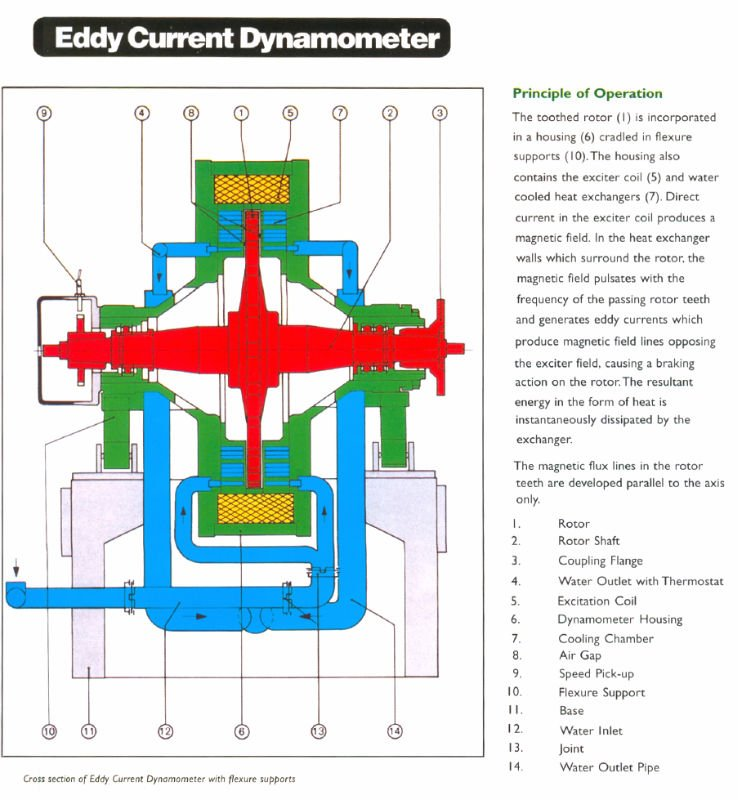 Eddy Current Dynamometer
9 4 8 1 5 7 2 3
10 11 12 6 13 14
Cross section of Eddy Current Dynamometer with flexure supports
Principle of Operation
The toothed rotor (1) is incorporated
in a housing (6) cradled in flexure
supports (10). The housing also
contains the exciter coil (5) and water
cooled heat exchangers (7). Direct
current in the exciter coil produces a
magnetic field. In the heat exchanger
walls which surround the rotor, the
magnetic field pulsates with the
frequency of the passing rotor teeth
and generates eddy currents which
produce magnetic field lines opposing
the exciter field, causing a braking
action on the rotor. The resultant
energy in the form of heat is
instantaneously dissipated by the
exchanger.
The magnetic flux lines in the rotor
teeth are developed parallel to the axis
only.
1. Rotor
2. Rotor Shaft
3. Coupling Flange
4. Water Outlet with Thermostat
5. Excitation Coil
6. Dynamometer Housing
7. Cooling Chamber
8. Air Gap
9. Speed Pick-up
10. Flexure Support
11. Base
12. Water Inlet
13. Joint
14. Water Outlet Pipe